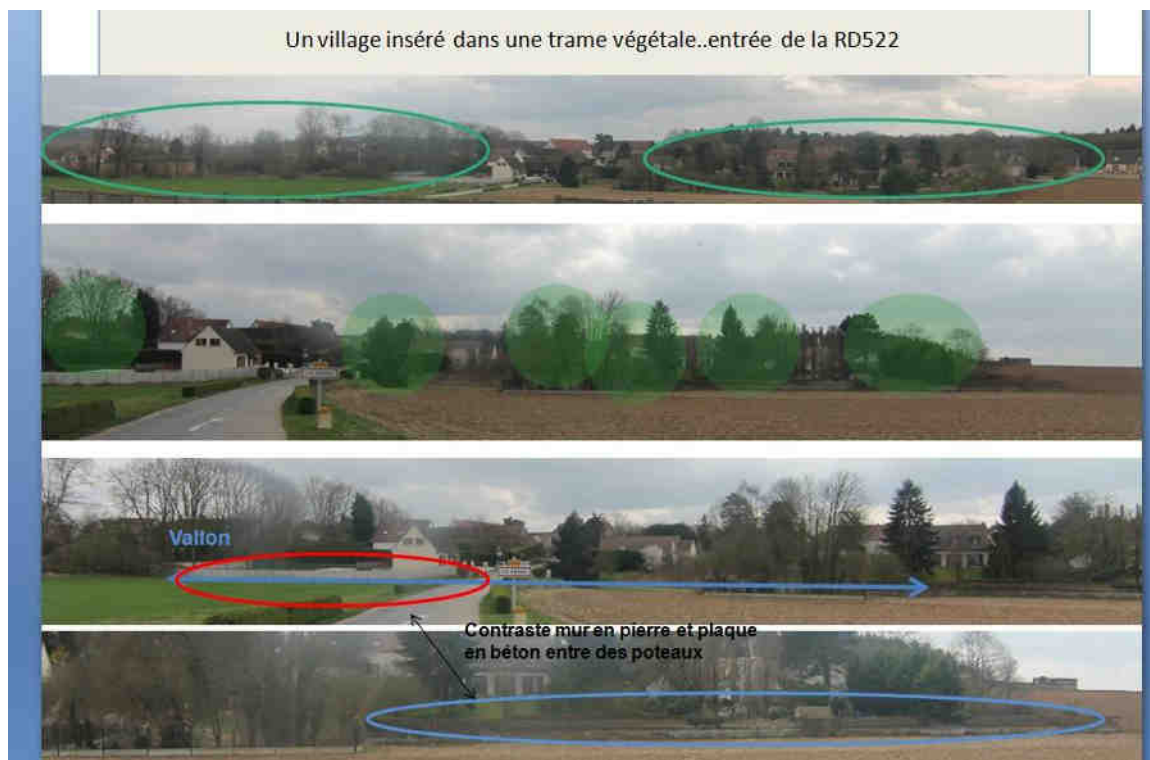 Un village inséré dans une trame végétale..entrée de la RD522
Vallon
Contraste mur en pierre et plaque
en béton entre des poteaux